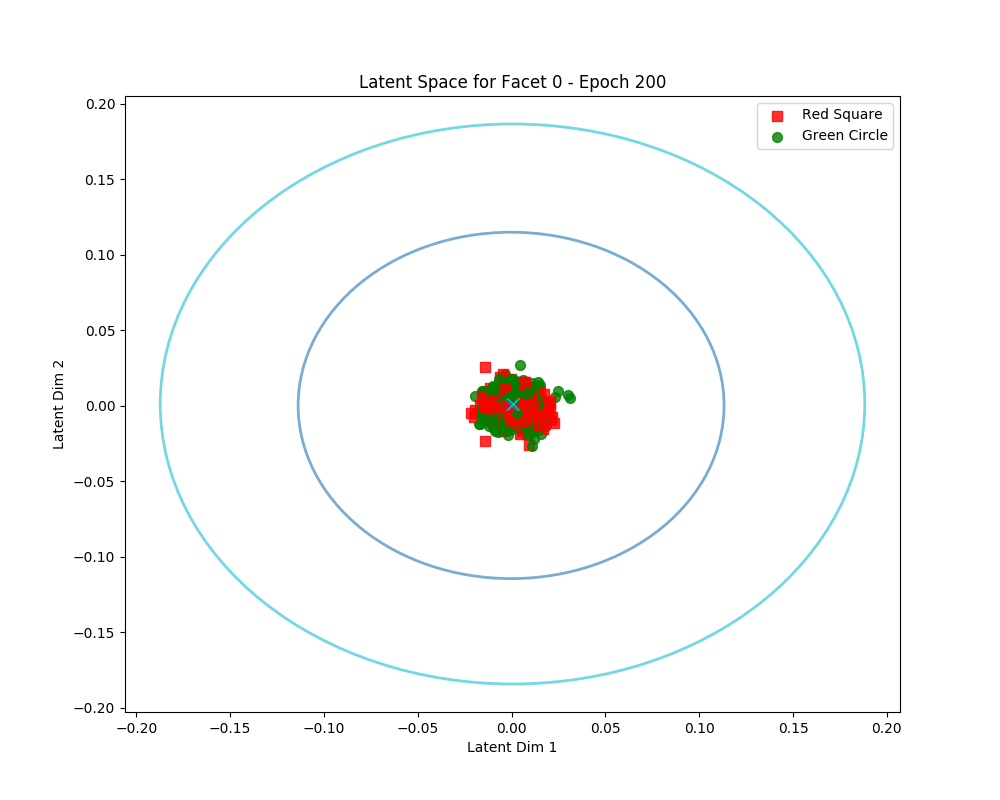 Latent Space for Facet 0 - Epoch 200
Red Square
Green Circle
0.20
0.15
0.10
0.05
0.00
−0.05
−0.10
−0.15
−0.20
Latent Dim 2
−0.20 −0.15 −0.10 −0.05 0.00 0.05 0.10 0.15 0.20
Latent Dim 1